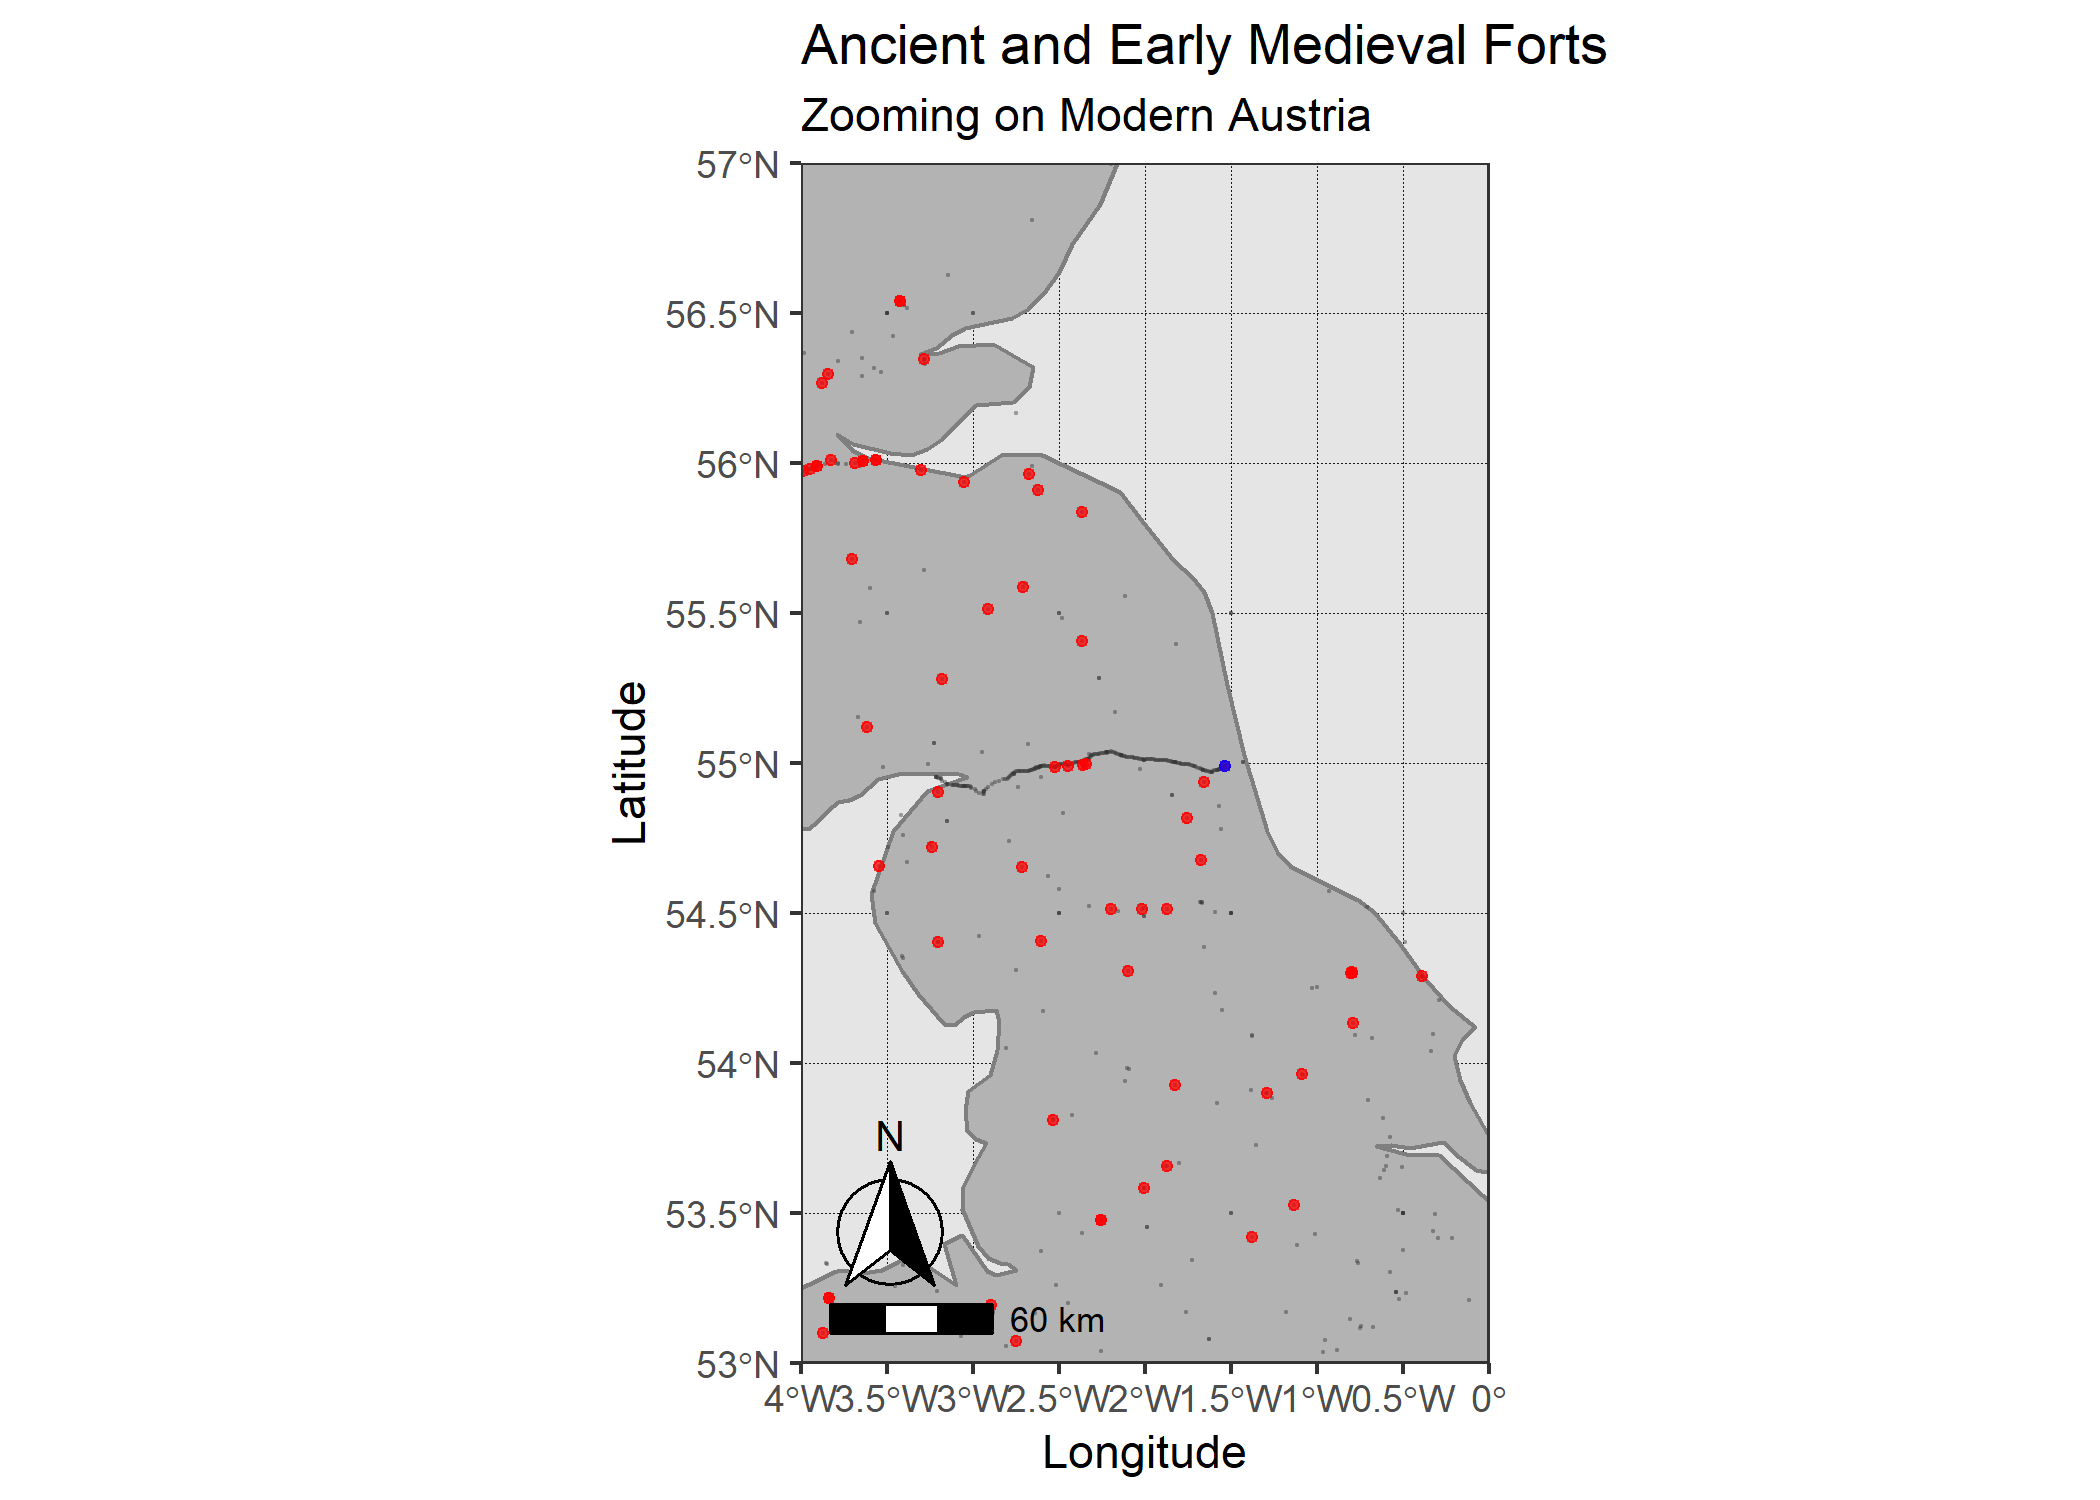 Ancient and Early Medieval Forts
Zooming on Modern Austria
57°N
56.5°N
56°N
55.5°N
55°N
54.5°N
54°N
53.5°N
53°N
Latitude
N
60 km
4°W 3.5°W 3°W 2.5°W 2°W 1.5°W 1°W 0.5°W 0°
Longitude